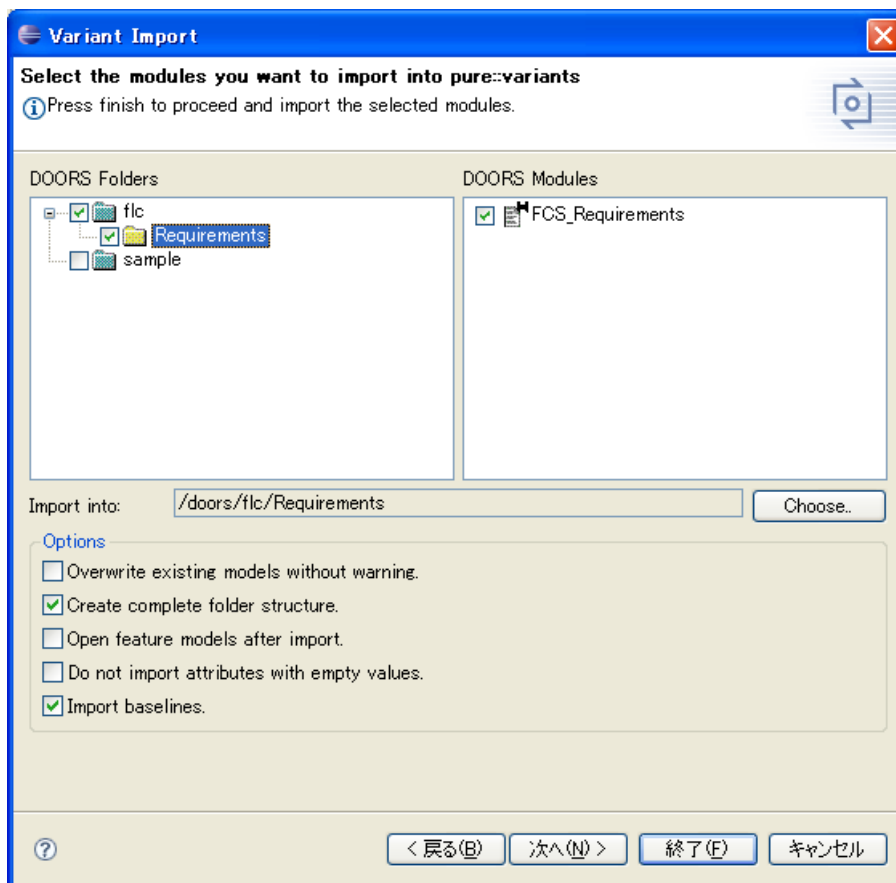 Variant Import
Select the modules you want to import into pure::variants
Press finish to proceed and import the selected modules.
DOORS Folders
DOORS Modules
flc
Requirements
sample
FCS_Requirements
Import into:
/doors/flc/Requirements
Choose..
Options
Overwrite existing models without warning.
Create complete folder structure.
Open feature models after import.
Do not import attributes with empty values.
Import baselines.
< 戻る(B)
次へ(N) >
終了(F)
キャンセル